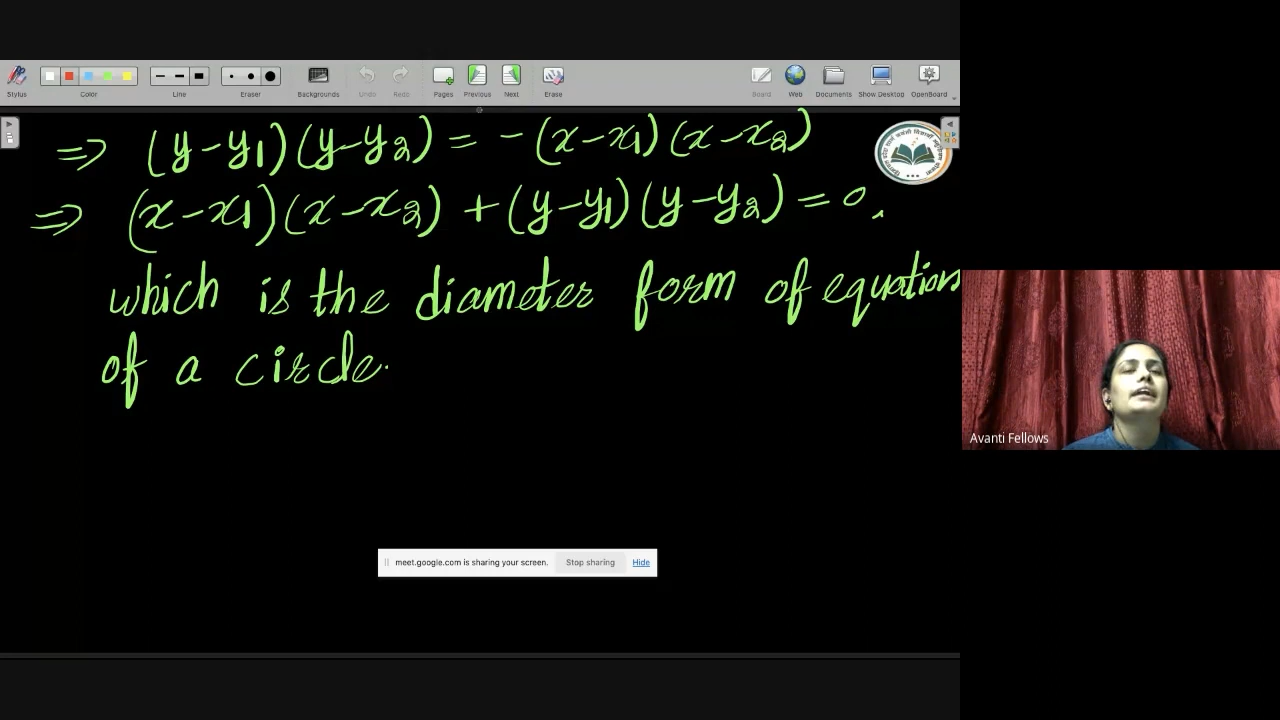 Stylus Color Line Eraser Backgrounds Undo Redo Pages Previous Next Erase Board Web Documents Show Desktop OpenBoard
⇒ (y-y1)(y-y2) = -(x-x1)(x-x2)
⇒ (x-x1)(x-x2) + (y-y1)(y-y2) = 0.
which is the diameter form of equation
of a circle.
Avanti Fellows
meet.google.com is sharing your screen. Stop sharing Hide